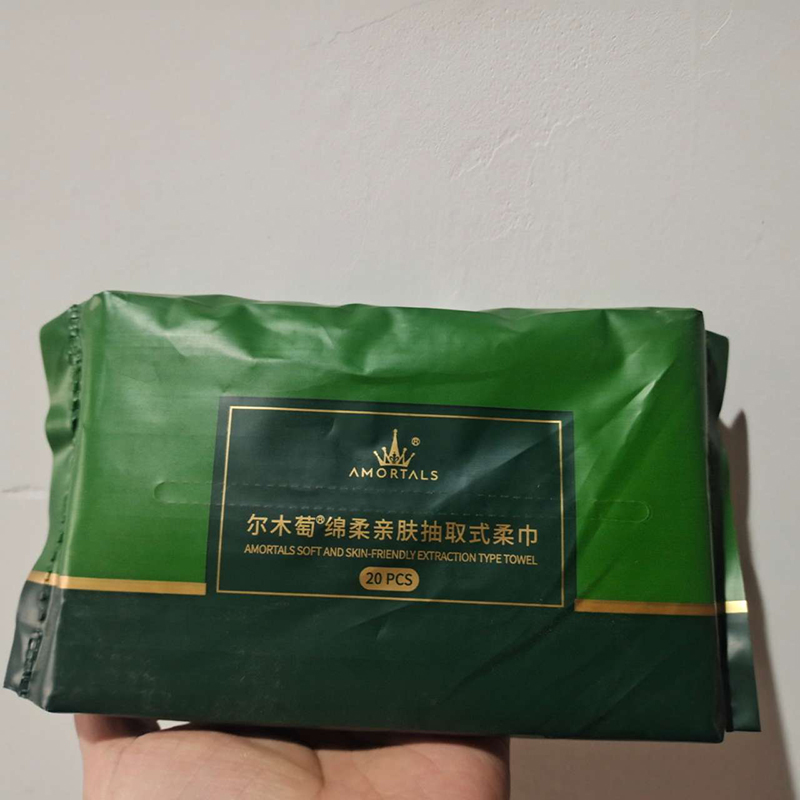 ®
AMORTALS
尔木萄®绵柔亲肤抽取式柔巾
AMORTALS SOFT AND SKIN-FRIENDLY EXTRACTION TYPE TOWEL
20 PCS